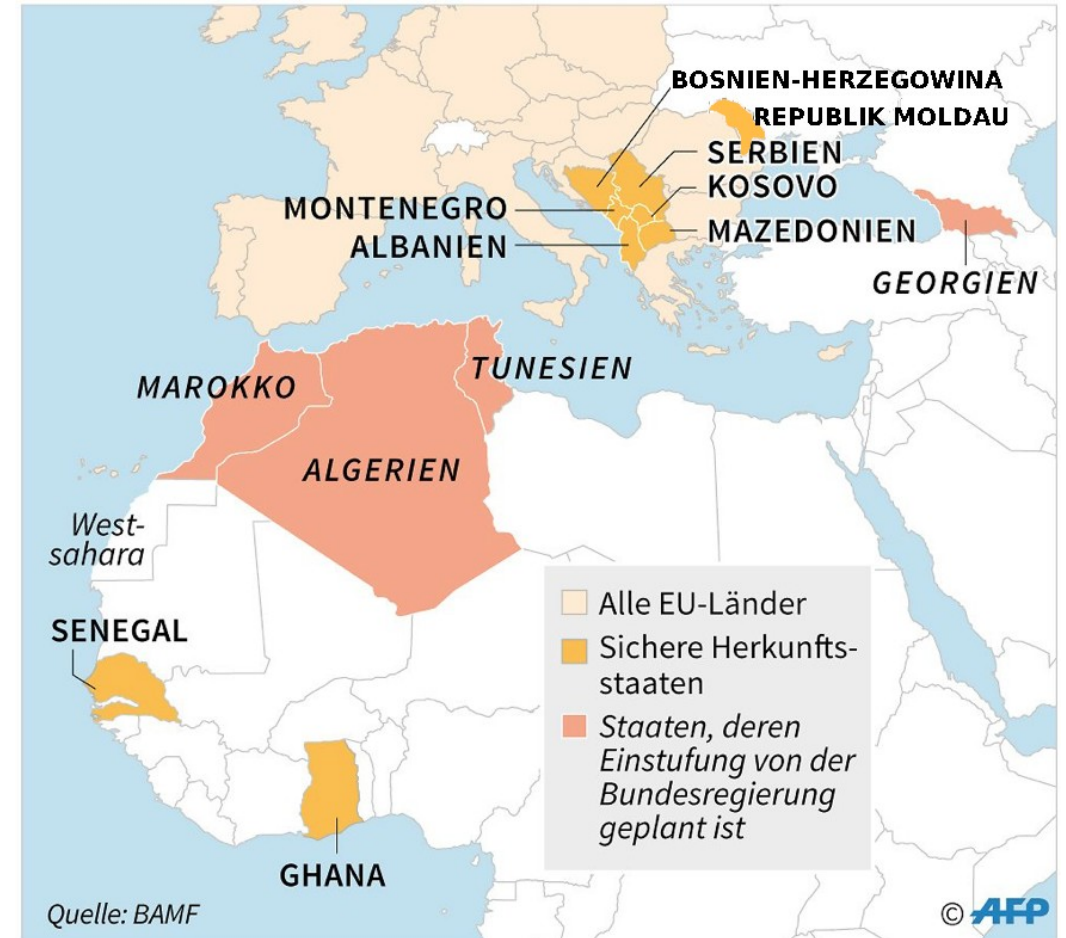 BOSNIEN-HERZEGOWINA
REPUBLIK MOLDAU
SERBIEN
KOSOVO
MONTENEGRO
MAZEDONIEN
ALBANIEN
GEORGIEN
TUNESIEN
MAROKKO
ALGERIEN
West-
sahara
SENEGAL
GHANA
Alle EU-Länder
Sichere Herkunfts-
staaten
Staaten, deren
Einstufung von der
Bundesregierung
geplant ist
Quelle: BAMF
© AFP